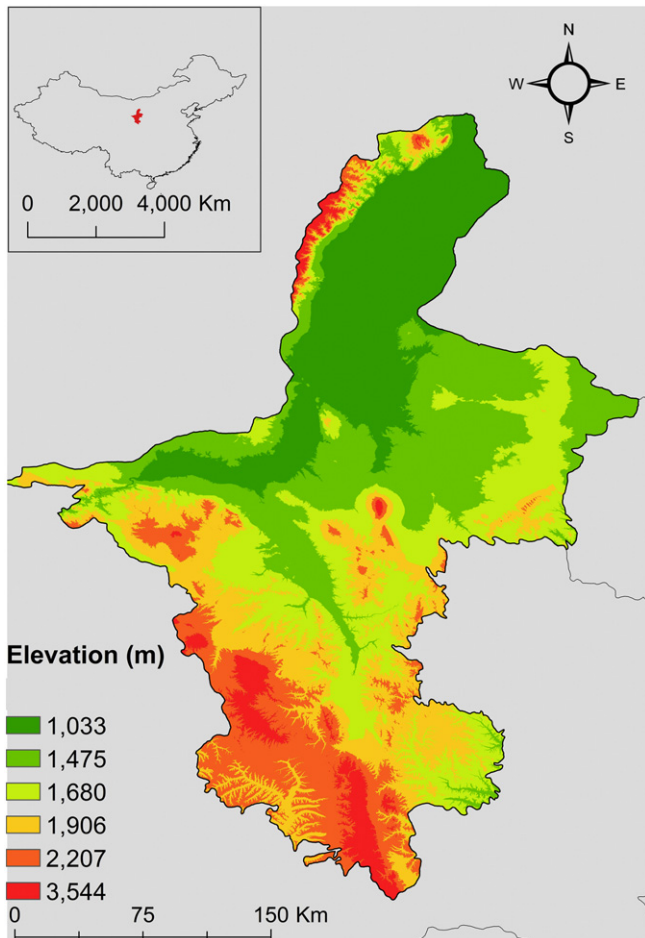 N
W E
S
0 2,000 4,000 Km
Elevation (m)
1,033
1,475
1,680
1,906
2,207
3,544
0 75 150 Km